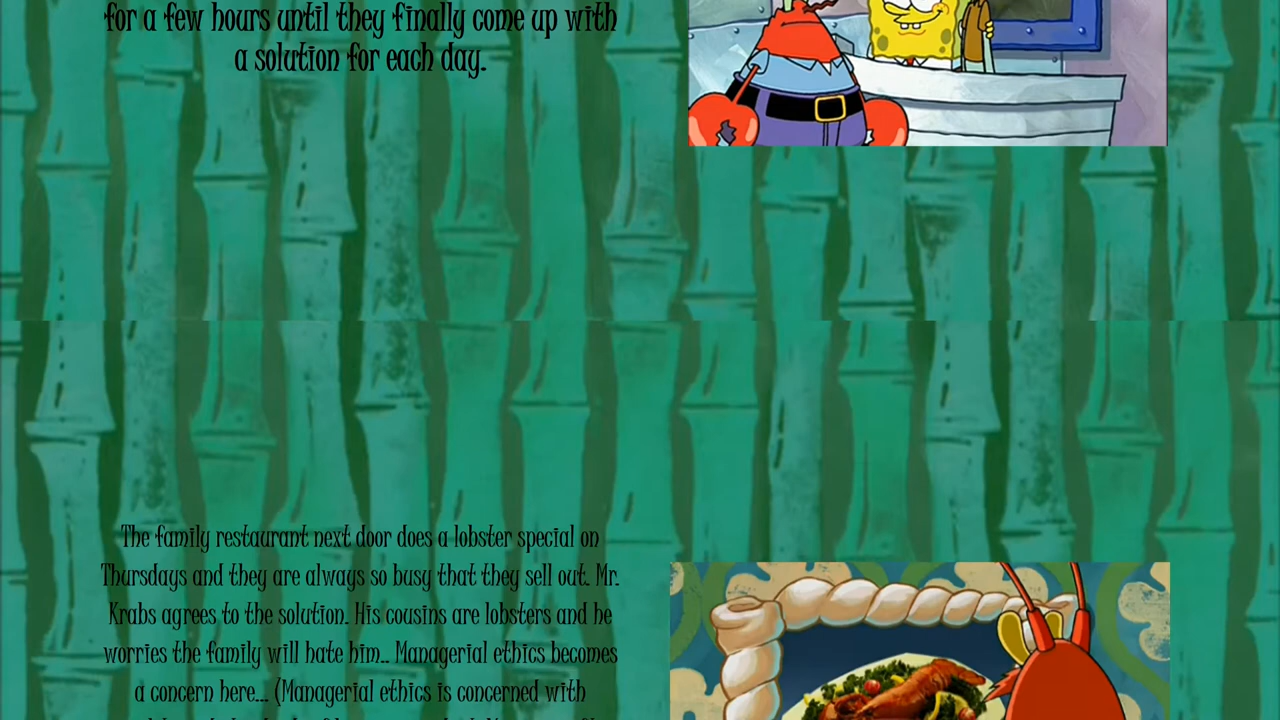 for a few hours until they finally come up with
a solution for each day.
The family restaurant next door does a lobster special on
Thursdays and they are always so busy that they sell out. Mr.
Krabs agrees to the solution. His cousins are lobsters and he
worries the family will hate him... Managerial ethics becomes
a concern here.... (Managerial ethics is concerned with